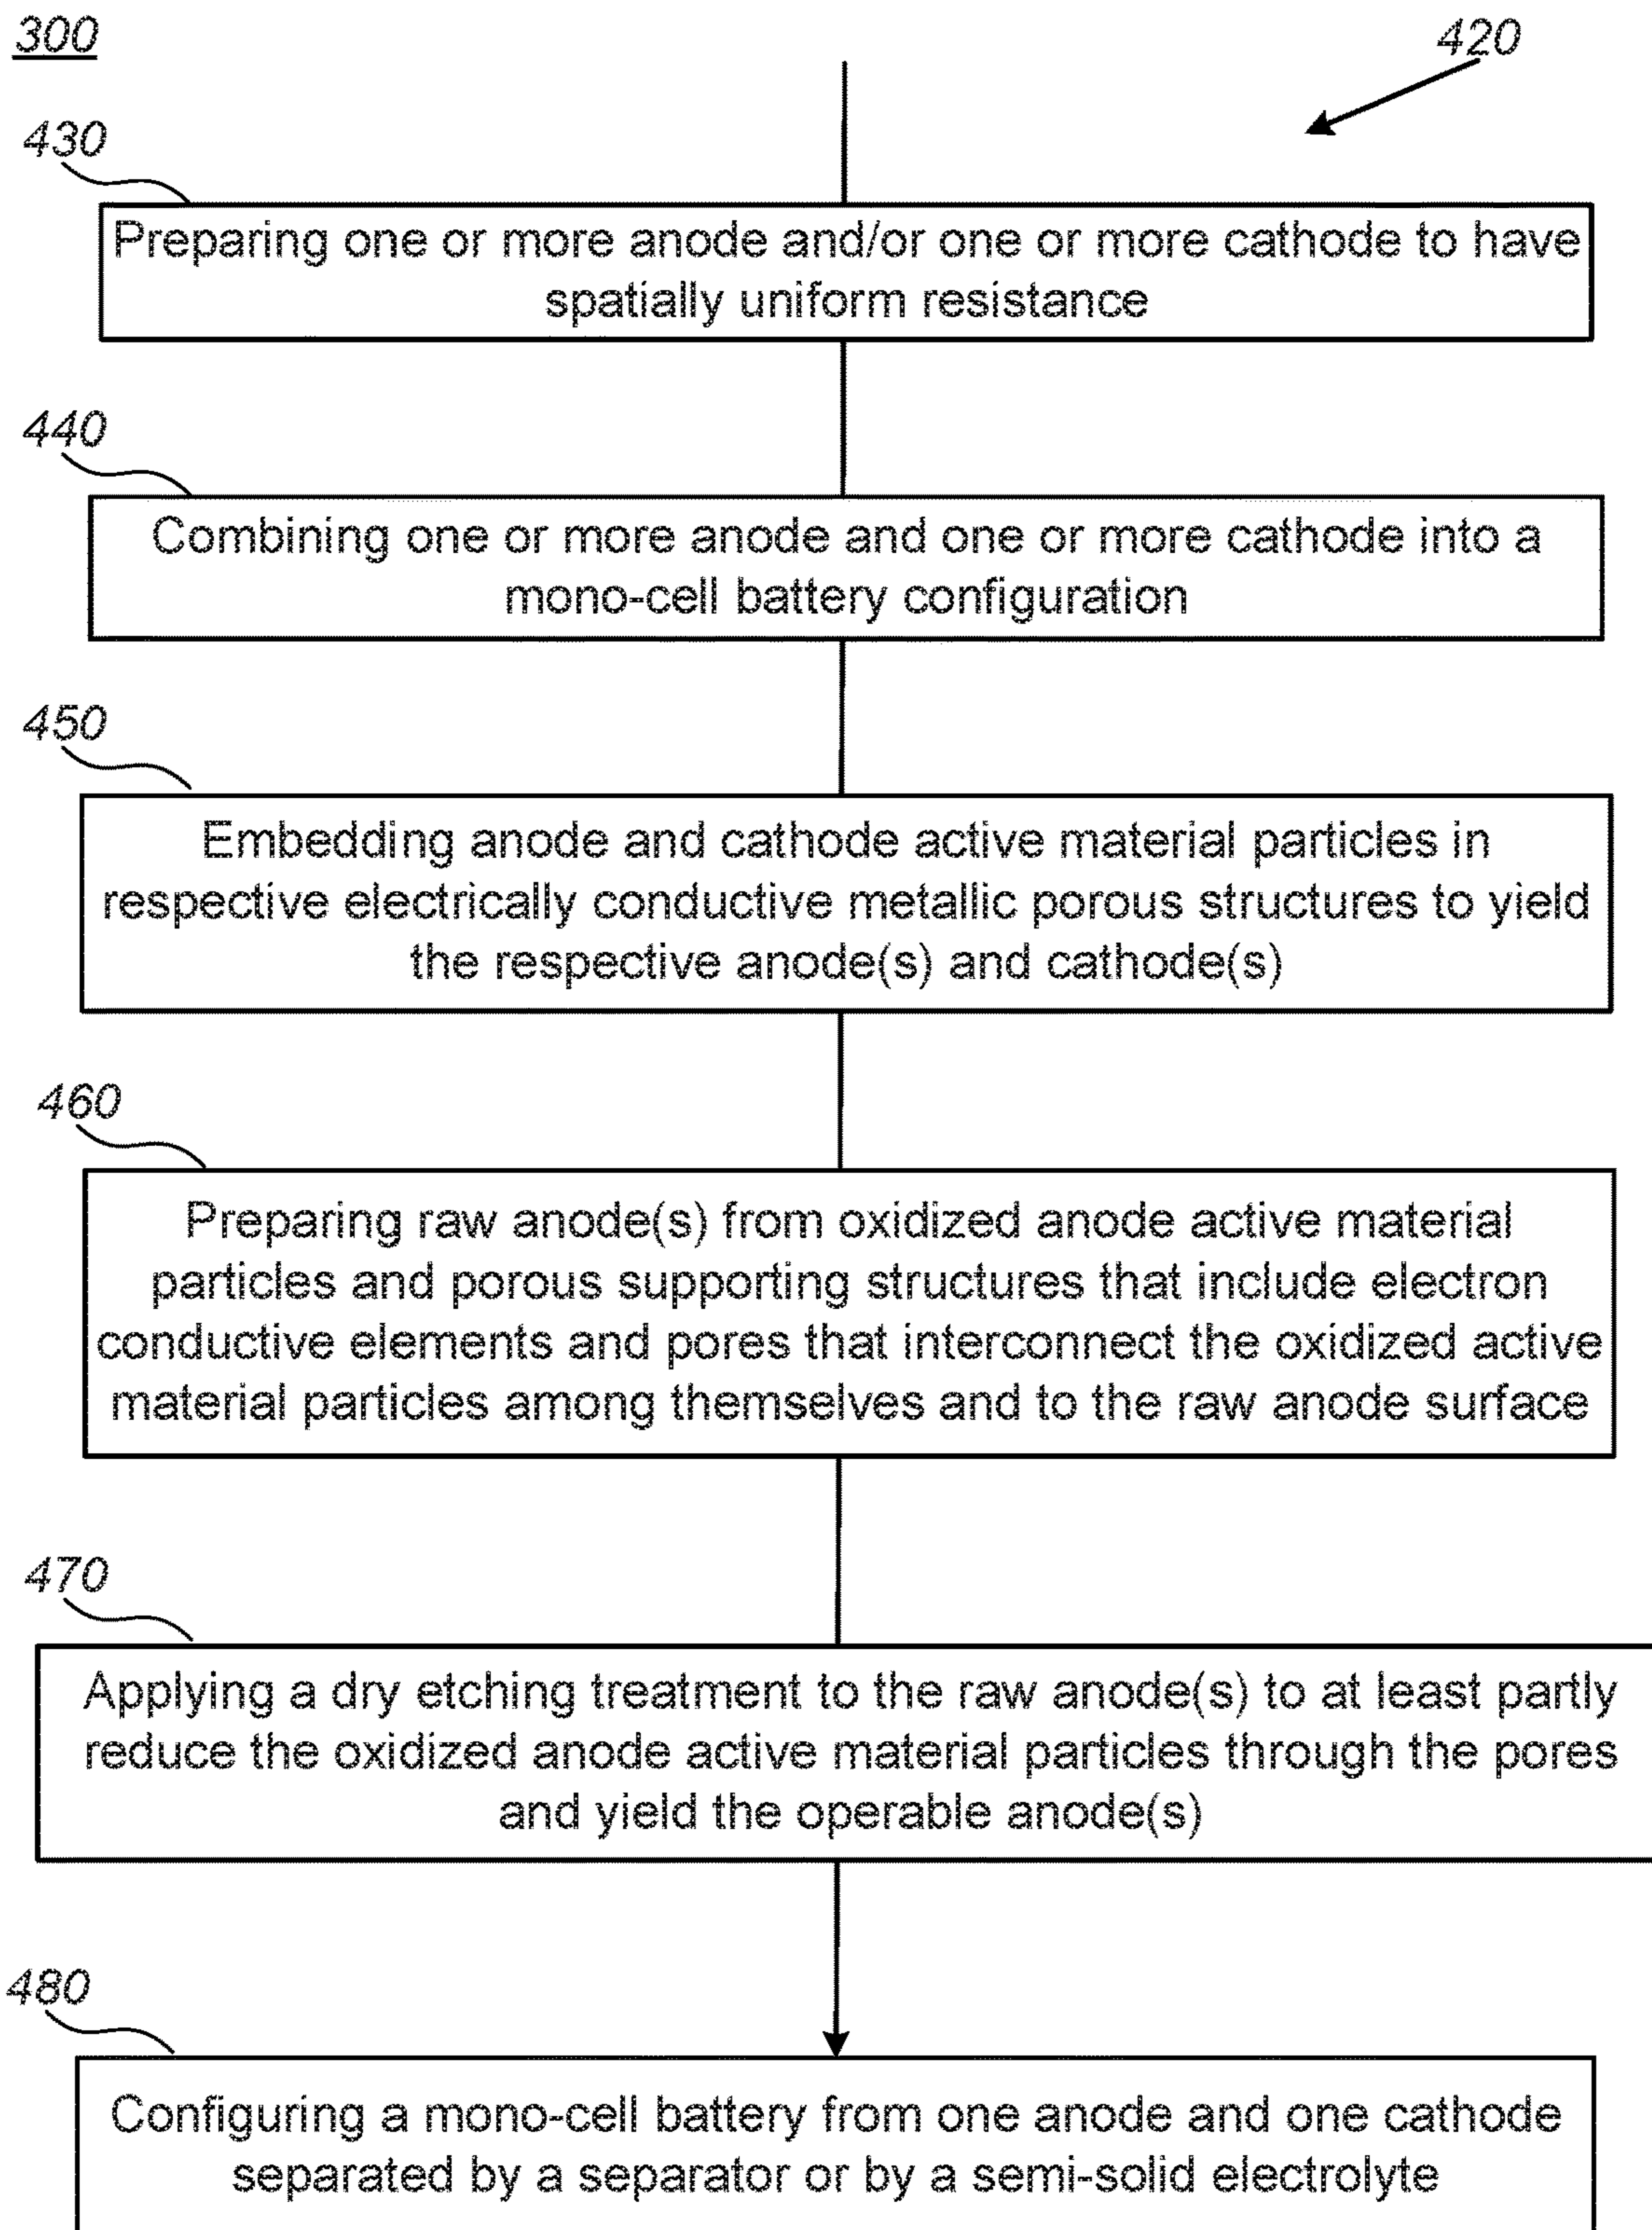 300
420
430
Preparing one or more anode and/or one or more cathode to have
spatially uniform resistance
440
Combining one or more anode and one or more cathode into a
mono-cell battery configuration
450
Embedding anode and cathode active material particles in
respective electrically conductive metallic porous structures to yield
the respective anode(s) and cathode(s)
460
Preparing raw anode(s) from oxidized anode active material
particles and porous supporting structures that include electron
conductive elements and pores that interconnect the oxidized active
material particles among themselves and to the raw anode surface
470
Applying a dry etching treatment to the raw anode(s) to at least partly
reduce the oxidized anode active material particles through the pores
and yield the operable anode(s)
480
Configuring a mono-cell battery from one anode and one cathode
separated by a separator or by a semi-solid electrolyte